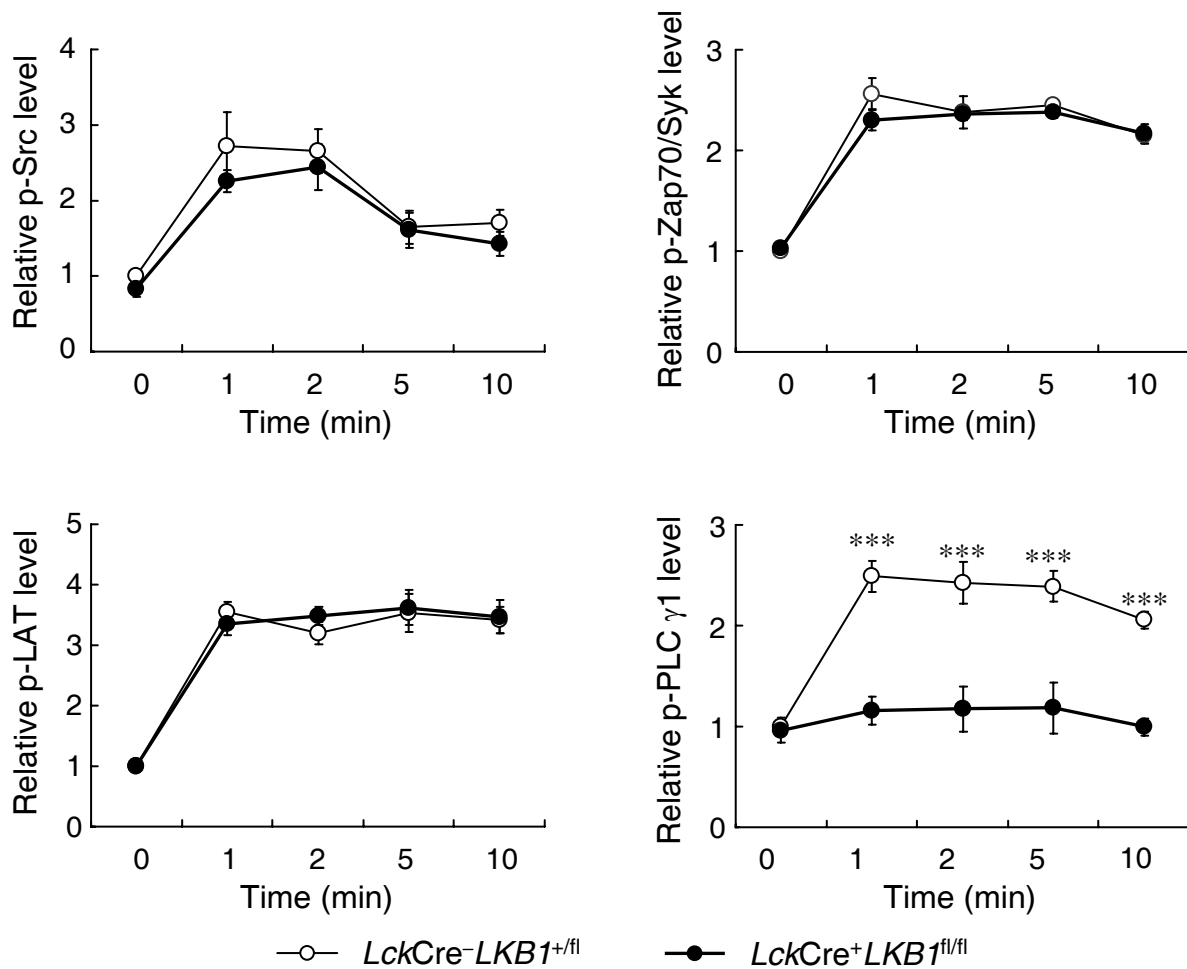 Relative p-Src level
4
3
2
1
0
0 1 2 5 10
Time (min)
Relative p-Zap70/Syk level
3
2
1
0
0 1 2 5 10
Time (min)
Relative p-LAT level
5
4
3
2
1
0
0 1 2 5 10
Time (min)
Relative p-PLC γ1 level
3
2
1
0
*** *** *** ***
0 1 2 5 10
Time (min)
LckCre⁻LKB1⁺/ᶠˡ LckCre⁺LKB1ᶠˡ/ᶠˡ